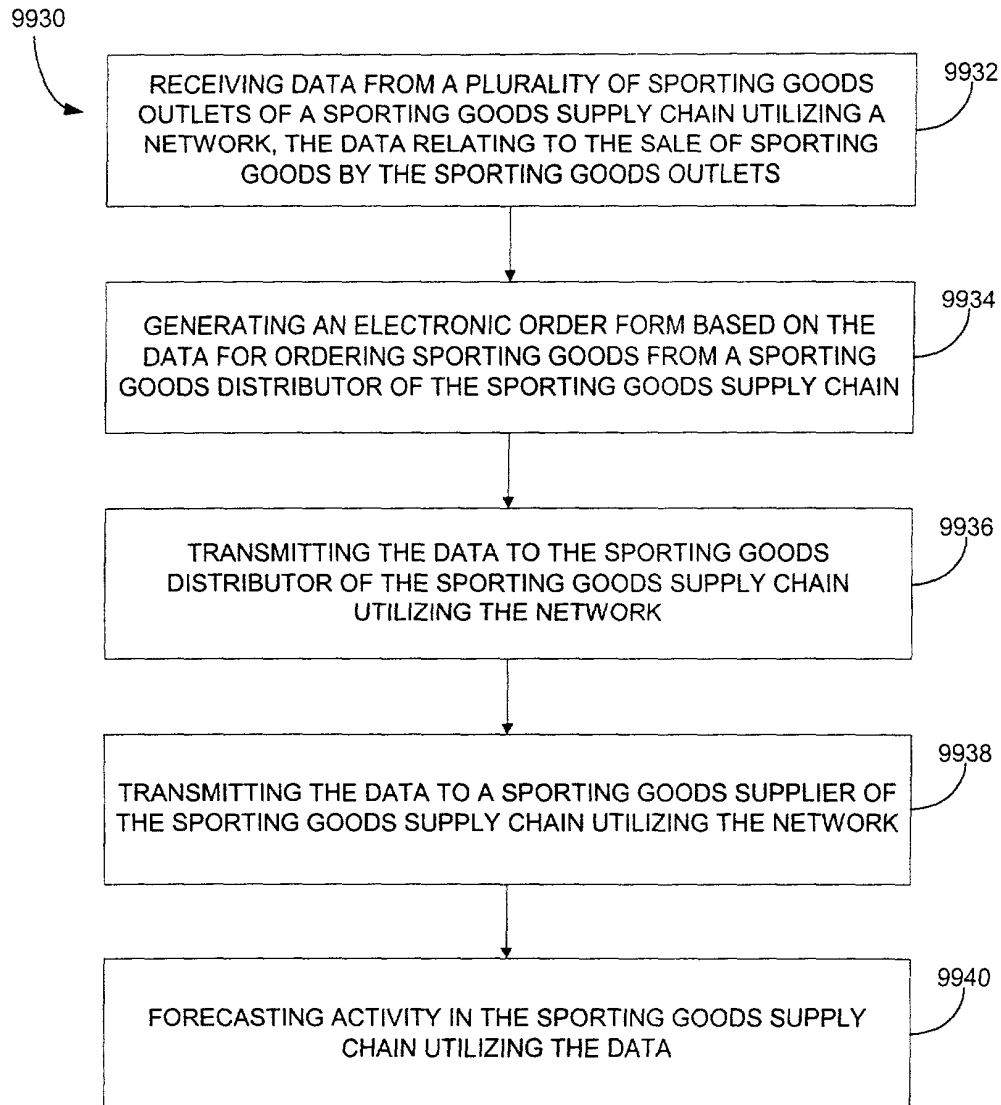 9930
RECEIVING DATA FROM A PLURALITY OF SPORTING GOODS
OUTLETS OF A SPORTING GOODS SUPPLY CHAIN UTILIZING A
NETWORK, THE DATA RELATING TO THE SALE OF SPORTING
GOODS BY THE SPORTING GOODS OUTLETS
9932
GENERATING AN ELECTRONIC ORDER FORM BASED ON THE
DATA FOR ORDERING SPORTING GOODS FROM A SPORTING
GOODS DISTRIBUTOR OF THE SPORTING GOODS SUPPLY CHAIN
9934
TRANSMITTING THE DATA TO THE SPORTING GOODS
DISTRIBUTOR OF THE SPORTING GOODS SUPPLY CHAIN
UTILIZING THE NETWORK
9936
TRANSMITTING THE DATA TO A SPORTING GOODS SUPPLIER OF
THE SPORTING GOODS SUPPLY CHAIN UTILIZING THE NETWORK
9938
FORECASTING ACTIVITY IN THE SPORTING GOODS SUPPLY
CHAIN UTILIZING THE DATA
9940